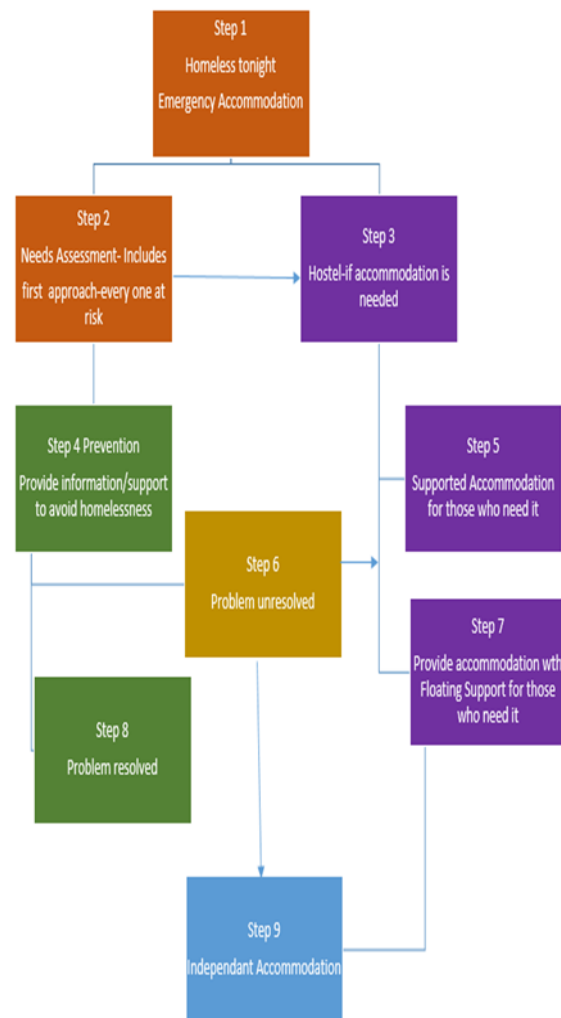 Step 1
Homeless tonight
Emergency Accommodation
Step 2
Needs Assessment- Includes
first approach-every one at
risk
Step 3
Hostel-if accommodation is
needed
Step 4 Prevention
Provide information/support
to avoid homelessness
Step 5
Supported Accommodation
for those who need it
Step 6
Problem unresolved
Step 7
Provide accommodation wth
Floating Support for those
who need it
Step 8
Problem resolved
Step 9
Independant Accommodation